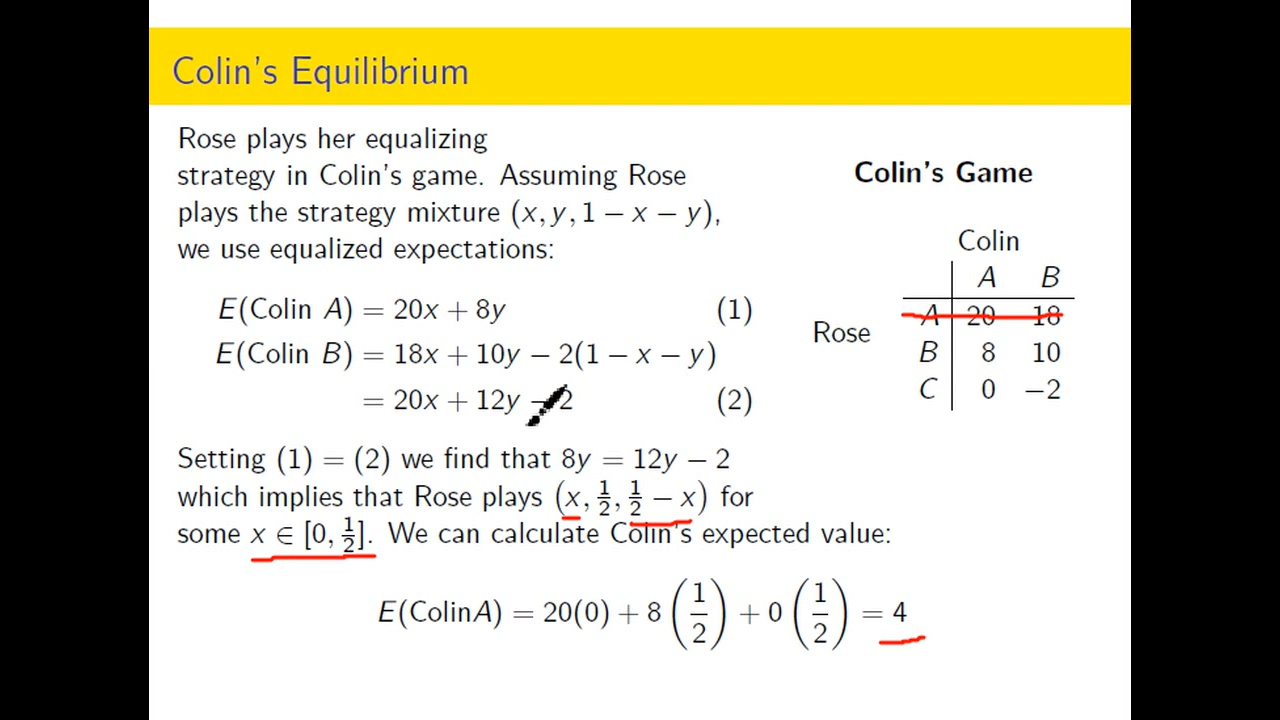 Colin's Equilibrium
Rose plays her equalizing
strategy in Colin's game. Assuming Rose
plays the strategy mixture (x, y, 1 − x − y),
we use equalized expectations:
E(Colin A) = 20x + 8y (1)
E(Colin B) = 18x + 10y − 2(1 − x − y)
= 20x + 12y − 2 (2)
Setting (1) = (2) we find that 8y = 12y − 2
which implies that Rose plays (x, 1/2, 1/2 − x) for
some x ∈ [0, 1/2]. We can calculate Colin's expected value:
E(ColinA) = 20(0) + 8(1/2) + 0(1/2) = 4
Colin's Game
Colin
A B
A 20 18
Rose
B 8 10
C 0 −2